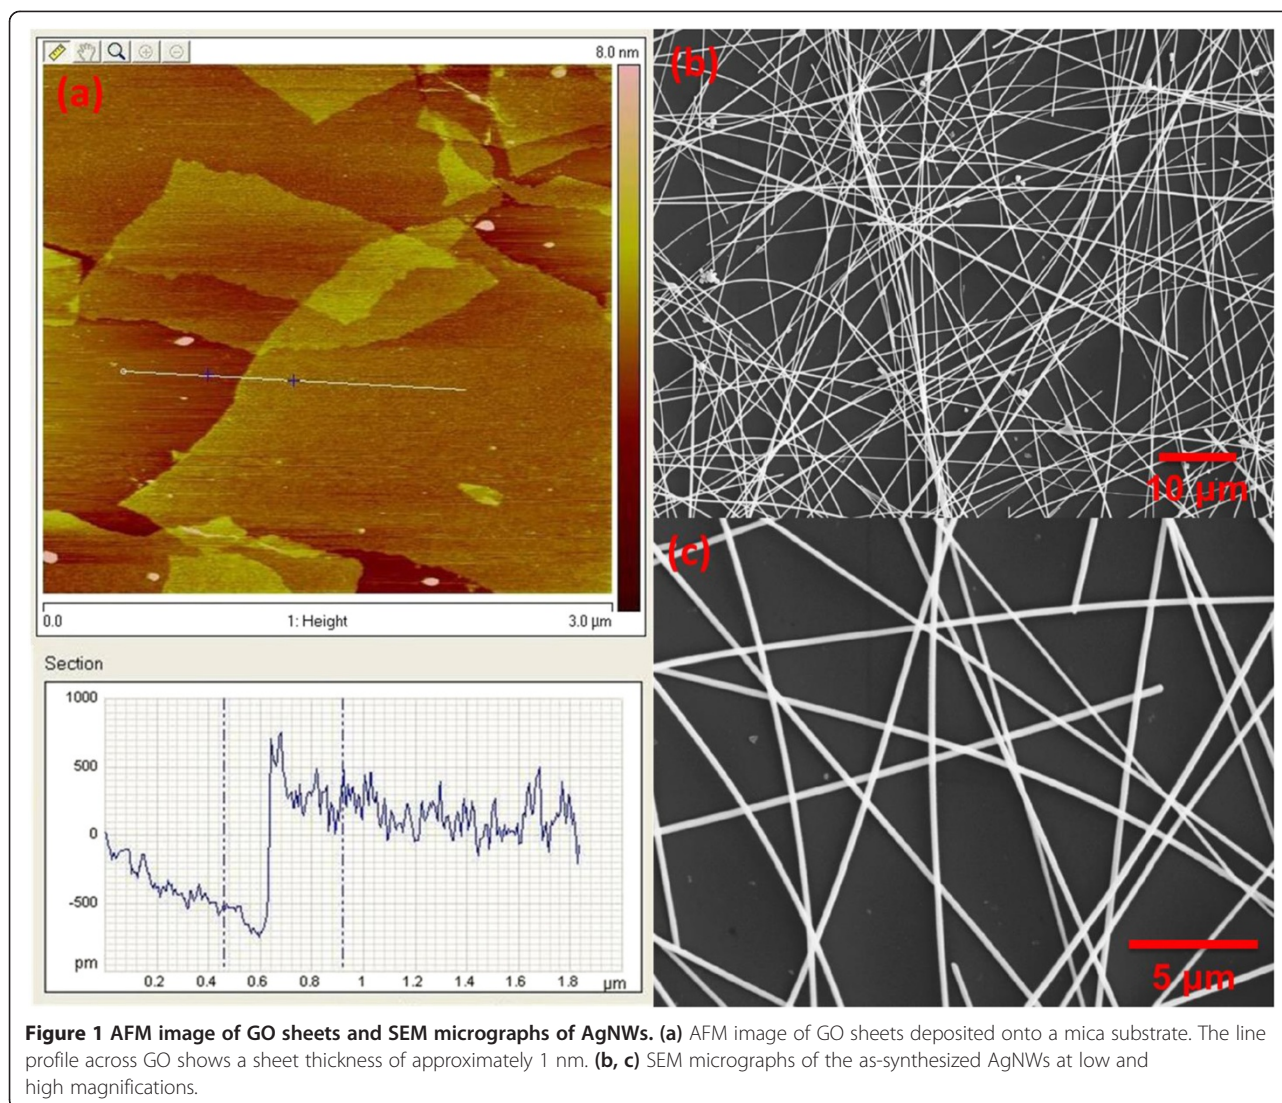 8.0 nm
(a)
0.0 1: Height 3.0 µm
Section
1000
500
0
-500
pm
0.2 0.4 0.6 0.8 1 1.2 1.4 1.6 1.8 µm
(b)
10 µm
(c)
5 µm
Figure 1 AFM image of GO sheets and SEM micrographs of AgNWs. (a) AFM image of GO sheets deposited onto a mica substrate. The line
profile across GO shows a sheet thickness of approximately 1 nm. (b, c) SEM micrographs of the as-synthesized AgNWs at low and
high magnifications.